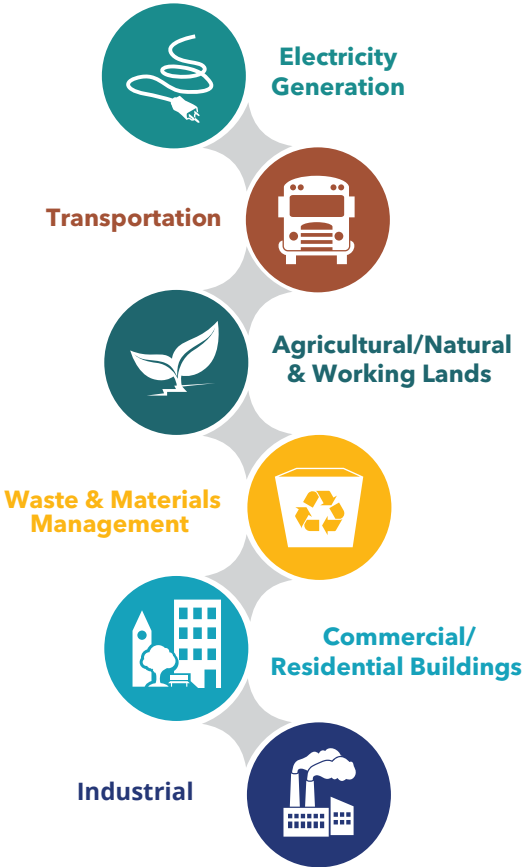 Electricity
Generation
Transportation
Agricultural/Natural
& Working Lands
Waste & Materials
Management
Commercial/
Residential Buildings
Industrial